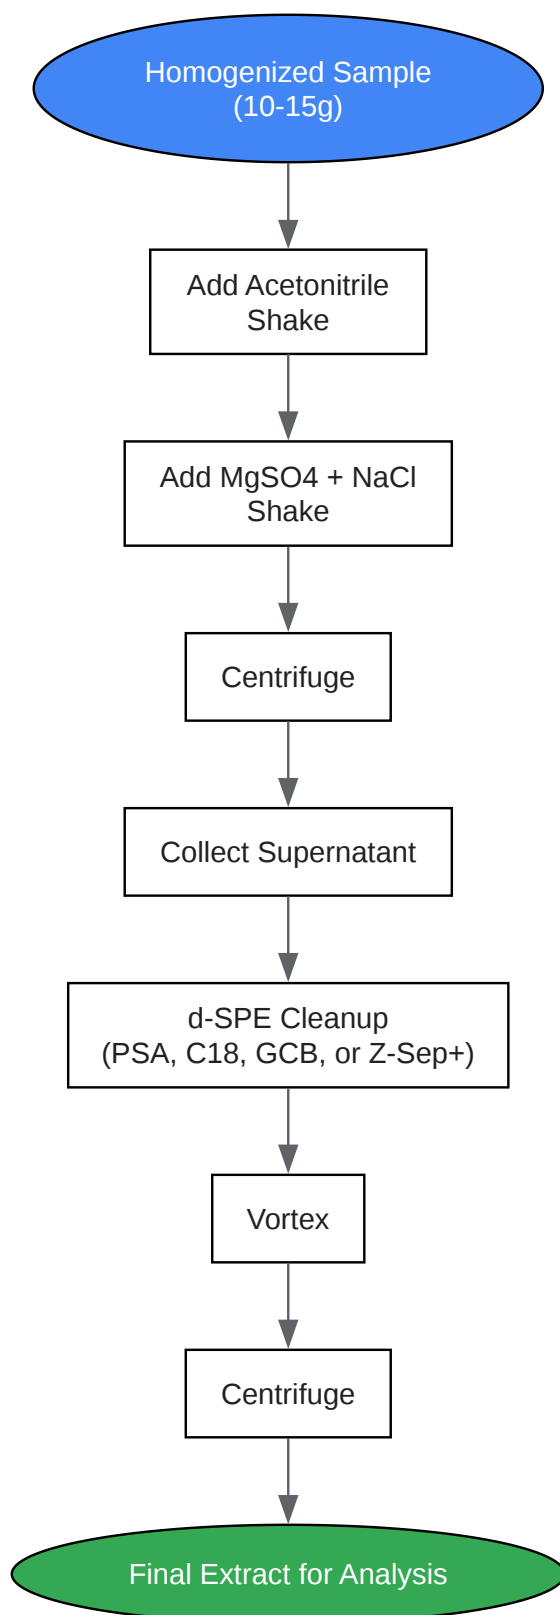 Homogenized Sample
(10-15g)
Add Acetonitrile
Shake
Add MgSO4 + NaCl
Shake
Centrifuge
Collect Supernatant
d-SPE Cleanup
(PSA, C18, GCB, or Z-Sep+)
Vortex
Centrifuge
Final Extract for Analysis